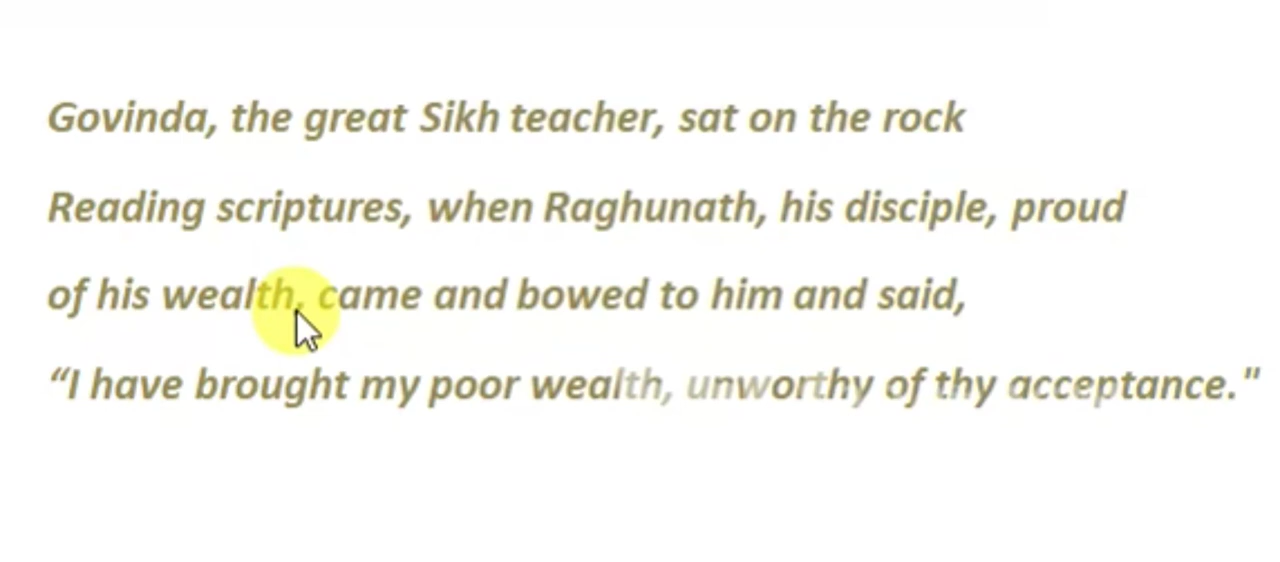 Govinda, the great Sikh teacher, sat on the rock
Reading scriptures, when Raghunath, his disciple, proud
of his wealth, came and bowed to him and said,
“I have brought my poor wealth, unworthy of thy acceptance."